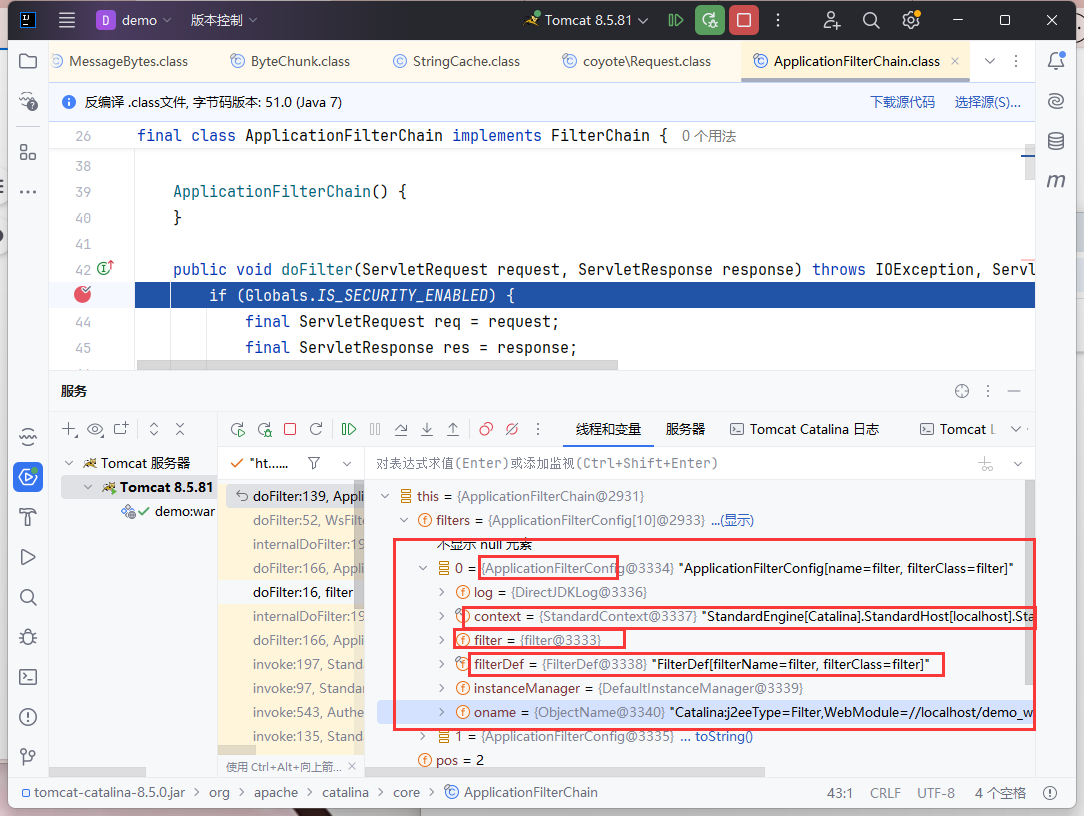 D demo 版本控制 Tomcat 8.5.81
MessageBytes.class ByteChunk.class StringCache.class coyote\Request.class ApplicationFilterChain.class
反编译 .class文件, 字节码版本: 51.0 (Java 7) 下载源代码 选择源(S)...
26 final class ApplicationFilterChain implements FilterChain { 0 个用法
38
39 ApplicationFilterChain() {
40 }
41
42 public void doFilter(ServletRequest request, ServletResponse response) throws IOException, Servl
if (Globals.IS_SECURITY_ENABLED) {
44 final ServletRequest req = request;
45 final ServletResponse res = response;
服务
线程和变量 服务器 Tomcat Catalina 日志 Tomcat L
Tomcat 服务器
Tomcat 8.5.81
demo:war
"ht...... 
doFilter:139, Appli
doFilter:52, WsFilte
internalDoFilter:19
doFilter:166, Appli
doFilter:16, filter
internalDoFilter:19
doFilter:166, Appli
invoke:197, Standa
invoke:97, Standar
invoke:543, Authe
invoke:135, Standa
使用 Ctrl+Alt+向上箭...
对表达式求值(Enter)或添加监视(Ctrl+Shift+Enter)
this = {ApplicationFilterChain@2931}
filters = {ApplicationFilterConfig[10]@2933} ...(显示)
不显示 null 元素
0 = {ApplicationFilterConfig@3334} "ApplicationFilterConfig[name=filter, filterClass=filter]"
log = {DirectJDKLog@3336}
context = {StandardContext@3337} "StandardEngine[Catalina].StandardHost[localhost].Sta
filter = {filter@3333}
filterDef = {FilterDef@3338} "FilterDef[filterName=filter, filterClass=filter]"
instanceManager = {DefaultInstanceManager@3339}
oname = {ObjectName@3340} "Catalina:j2eeType=Filter,WebModule=//localhost/demo_w
1 = {ApplicationFilterConfig@3335} ... toString()
pos = 2
tomcat-catalina-8.5.0.jar > org > apache > catalina > core > ApplicationFilterChain 43:1 CRLF UTF-8 4 个空格